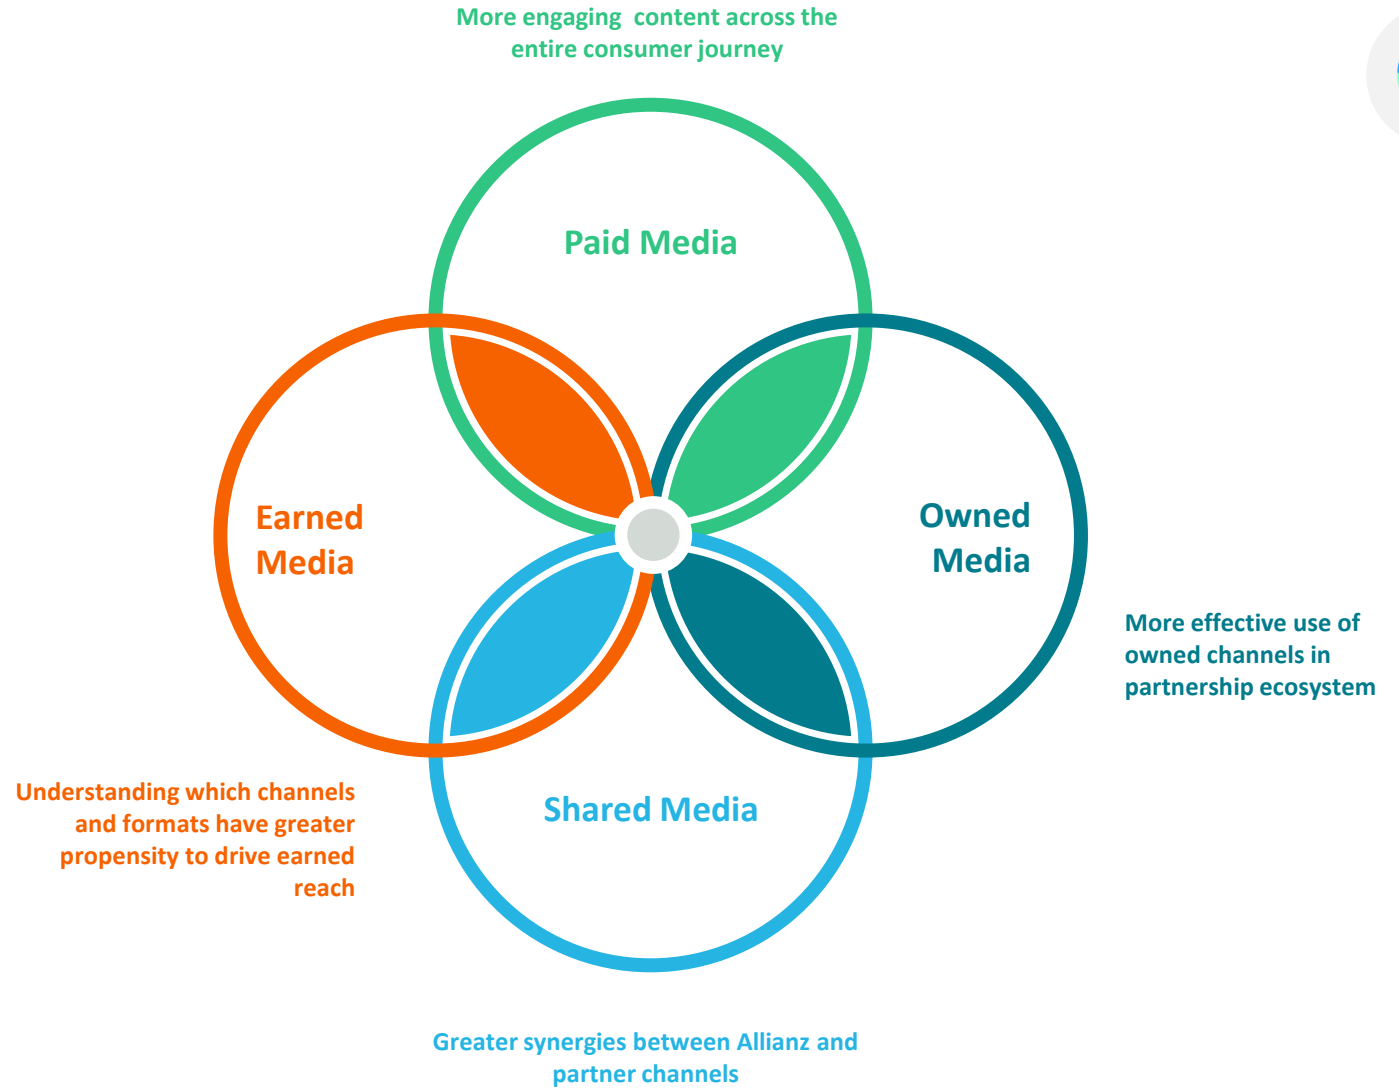 More engaging  content across the
entire consumer journey
Paid Media
Earned
Media
Owned
Media
More effective use of
owned channels in
partnership ecosystem
Understanding which channels
and formats have greater
propensity to drive earned
reach
Shared Media
Greater synergies between Allianz and
partner channels